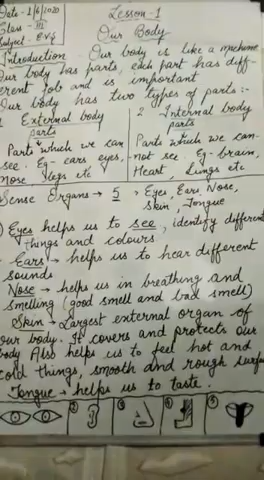 Date - 1/6/2020
Class - III
Subject - EVS
Lesson - 1
Our Body
Introduction Our body is like a machine
Our body has parts, each part has diff-
erent job and is important
Our body has two types of parts:-
1 External body parts
Parts which we can
see. Eg - ears, eyes,
Nose, legs etc
2 Internal body parts
Parts which we can-
not see. Eg - brain,
Heart, Lungs etc
Sense Organs → 5 → Eyes, Ears, Nose,
Skin, Tongue
Eyes helps us to see, identify different
things and colours.
Ears → helps us to hear different
sounds
Nose → helps us in breathing and
smelling (good smell and bad smell)
Skin → Largest external organ of
our body. It covers and protects our
body Also helps us to feel hot and
cold things, smooth and rough surface
Tongue → helps us to taste.